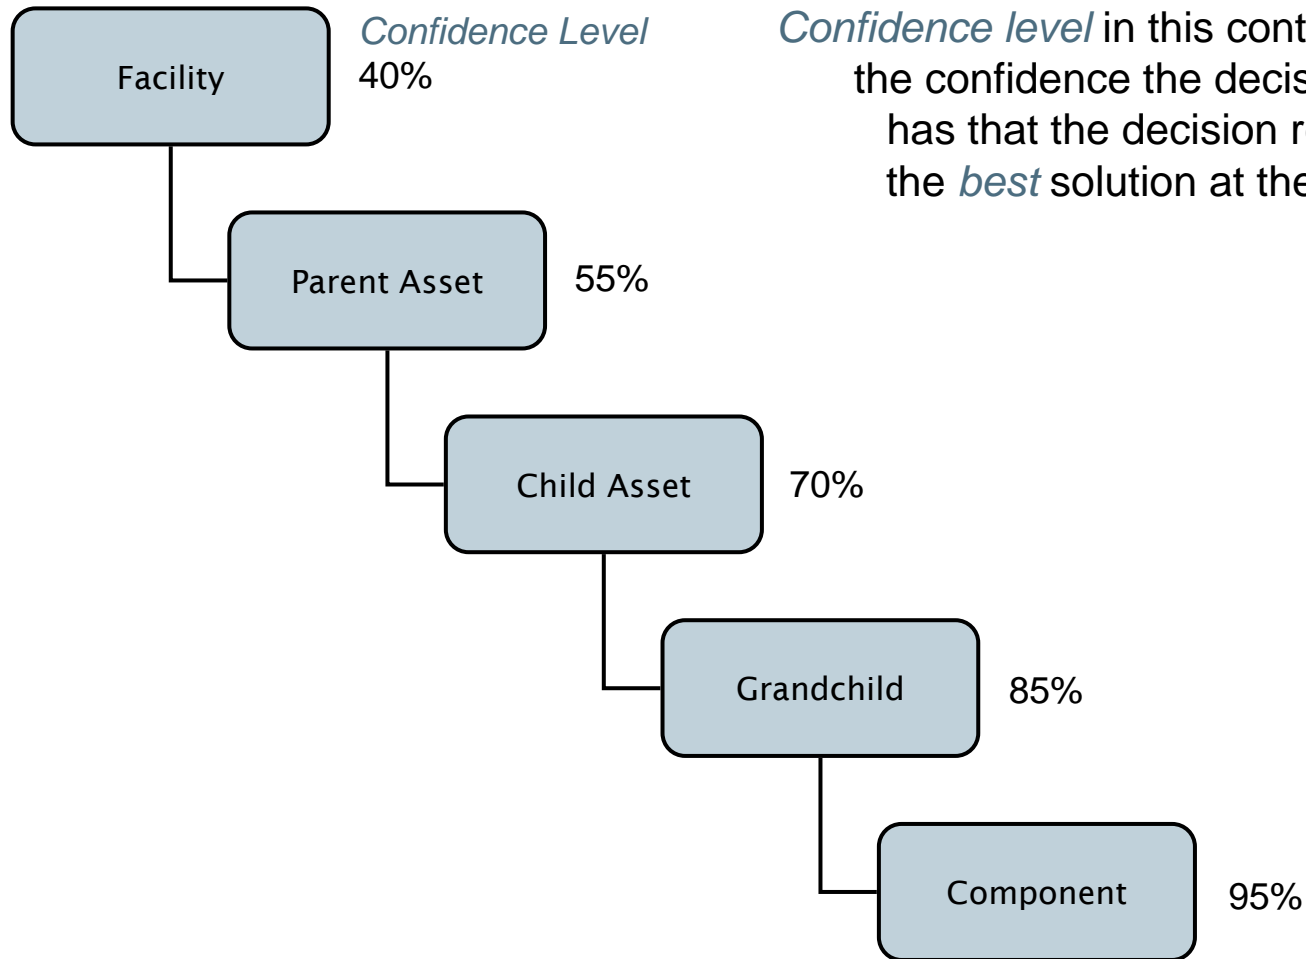 Confidence Level
40%
Facility
Confidence level in this
the confidence the
has that the decision
the best solution at
Parent Asset
55%
Child Asset
70%
Grandchild
85%
Component
95%